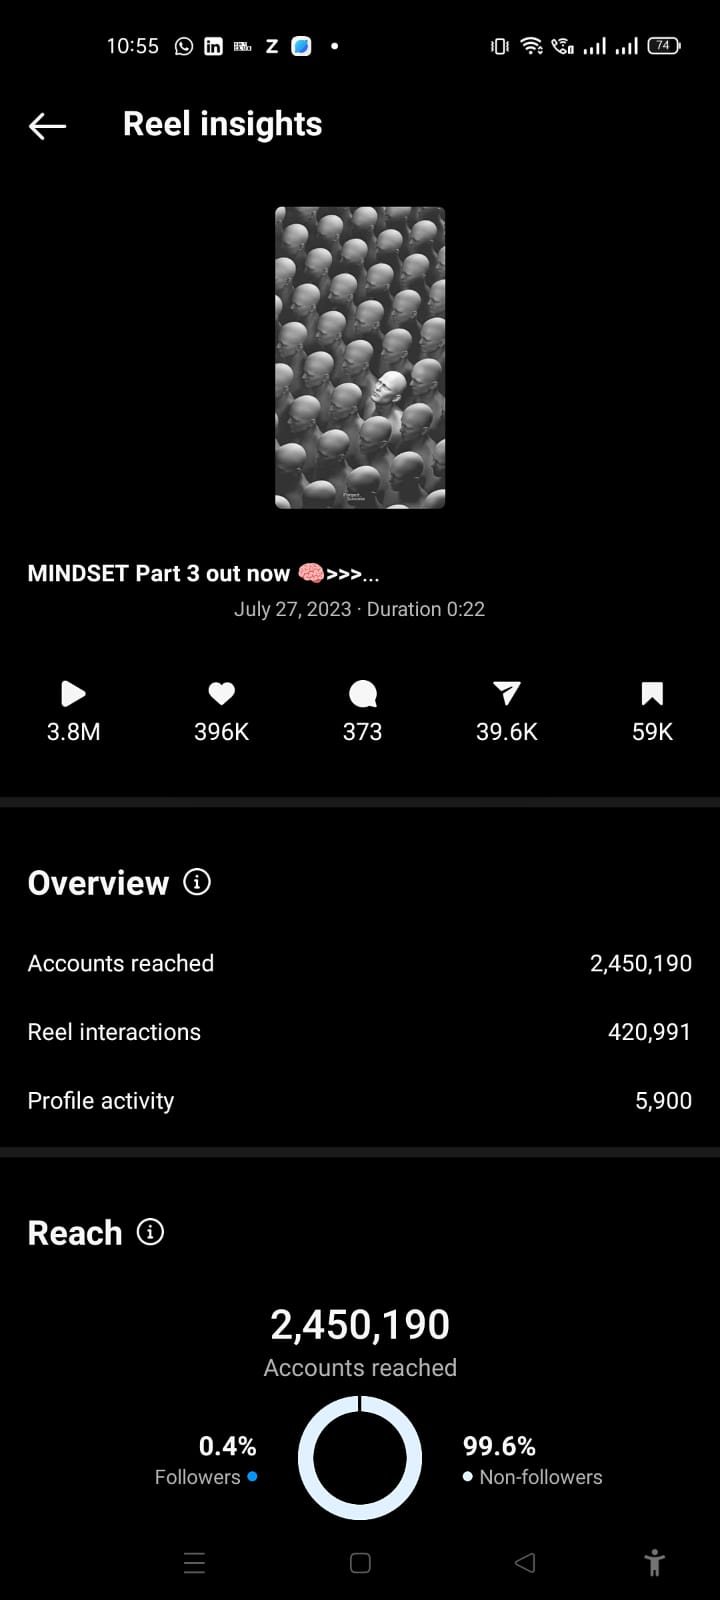 10:55
Z
74
Reel insights
MINDSET Part 3 out now 🧠>>>...
July 27, 2023 · Duration 0:22
3.8M 396K 373 39.6K 59K
Overview
Accounts reached 2,450,190
Reel interactions 420,991
Profile activity 5,900
Reach
2,450,190
Accounts reached
0.4% 99.6%
Followers Non-followers